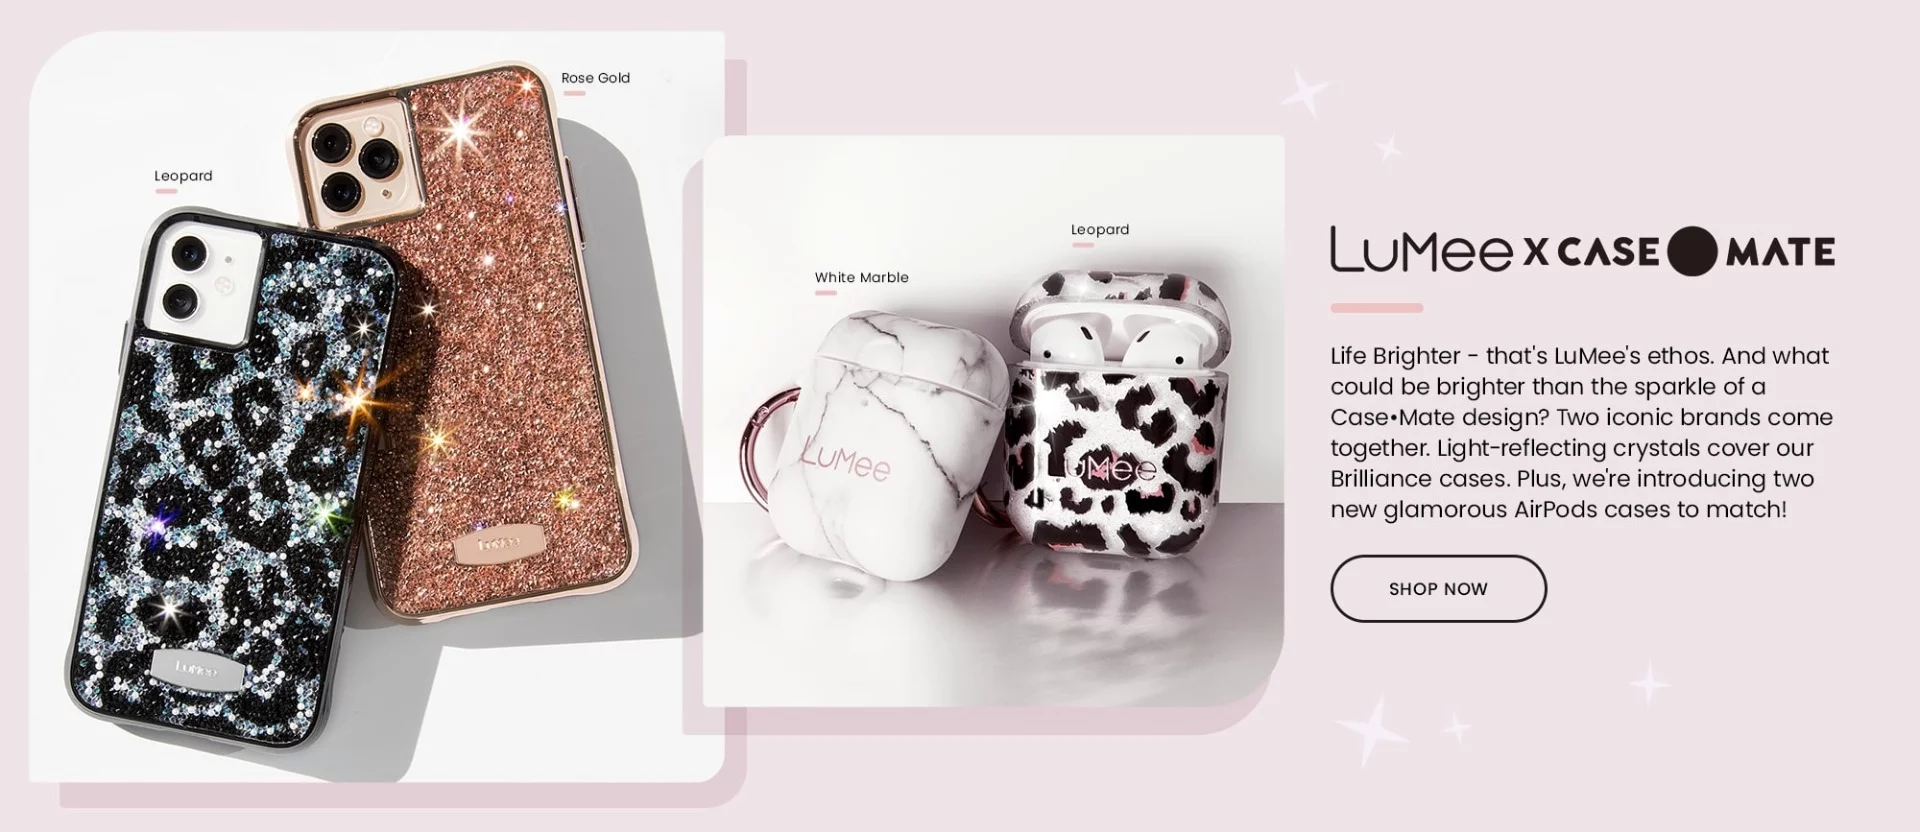 Rose Gold
Leopard
LuMee
LuMee
Leopard
White Marble
LuMee
LuMee
LuMee X CASE MATE
Life Brighter - that's LuMee's ethos. And what
could be brighter than the sparkle of a
Case•Mate design? Two iconic brands come
together. Light-reflecting crystals cover our
Brilliance cases. Plus, we're introducing two
new glamorous AirPods cases to match!
SHOP NOW